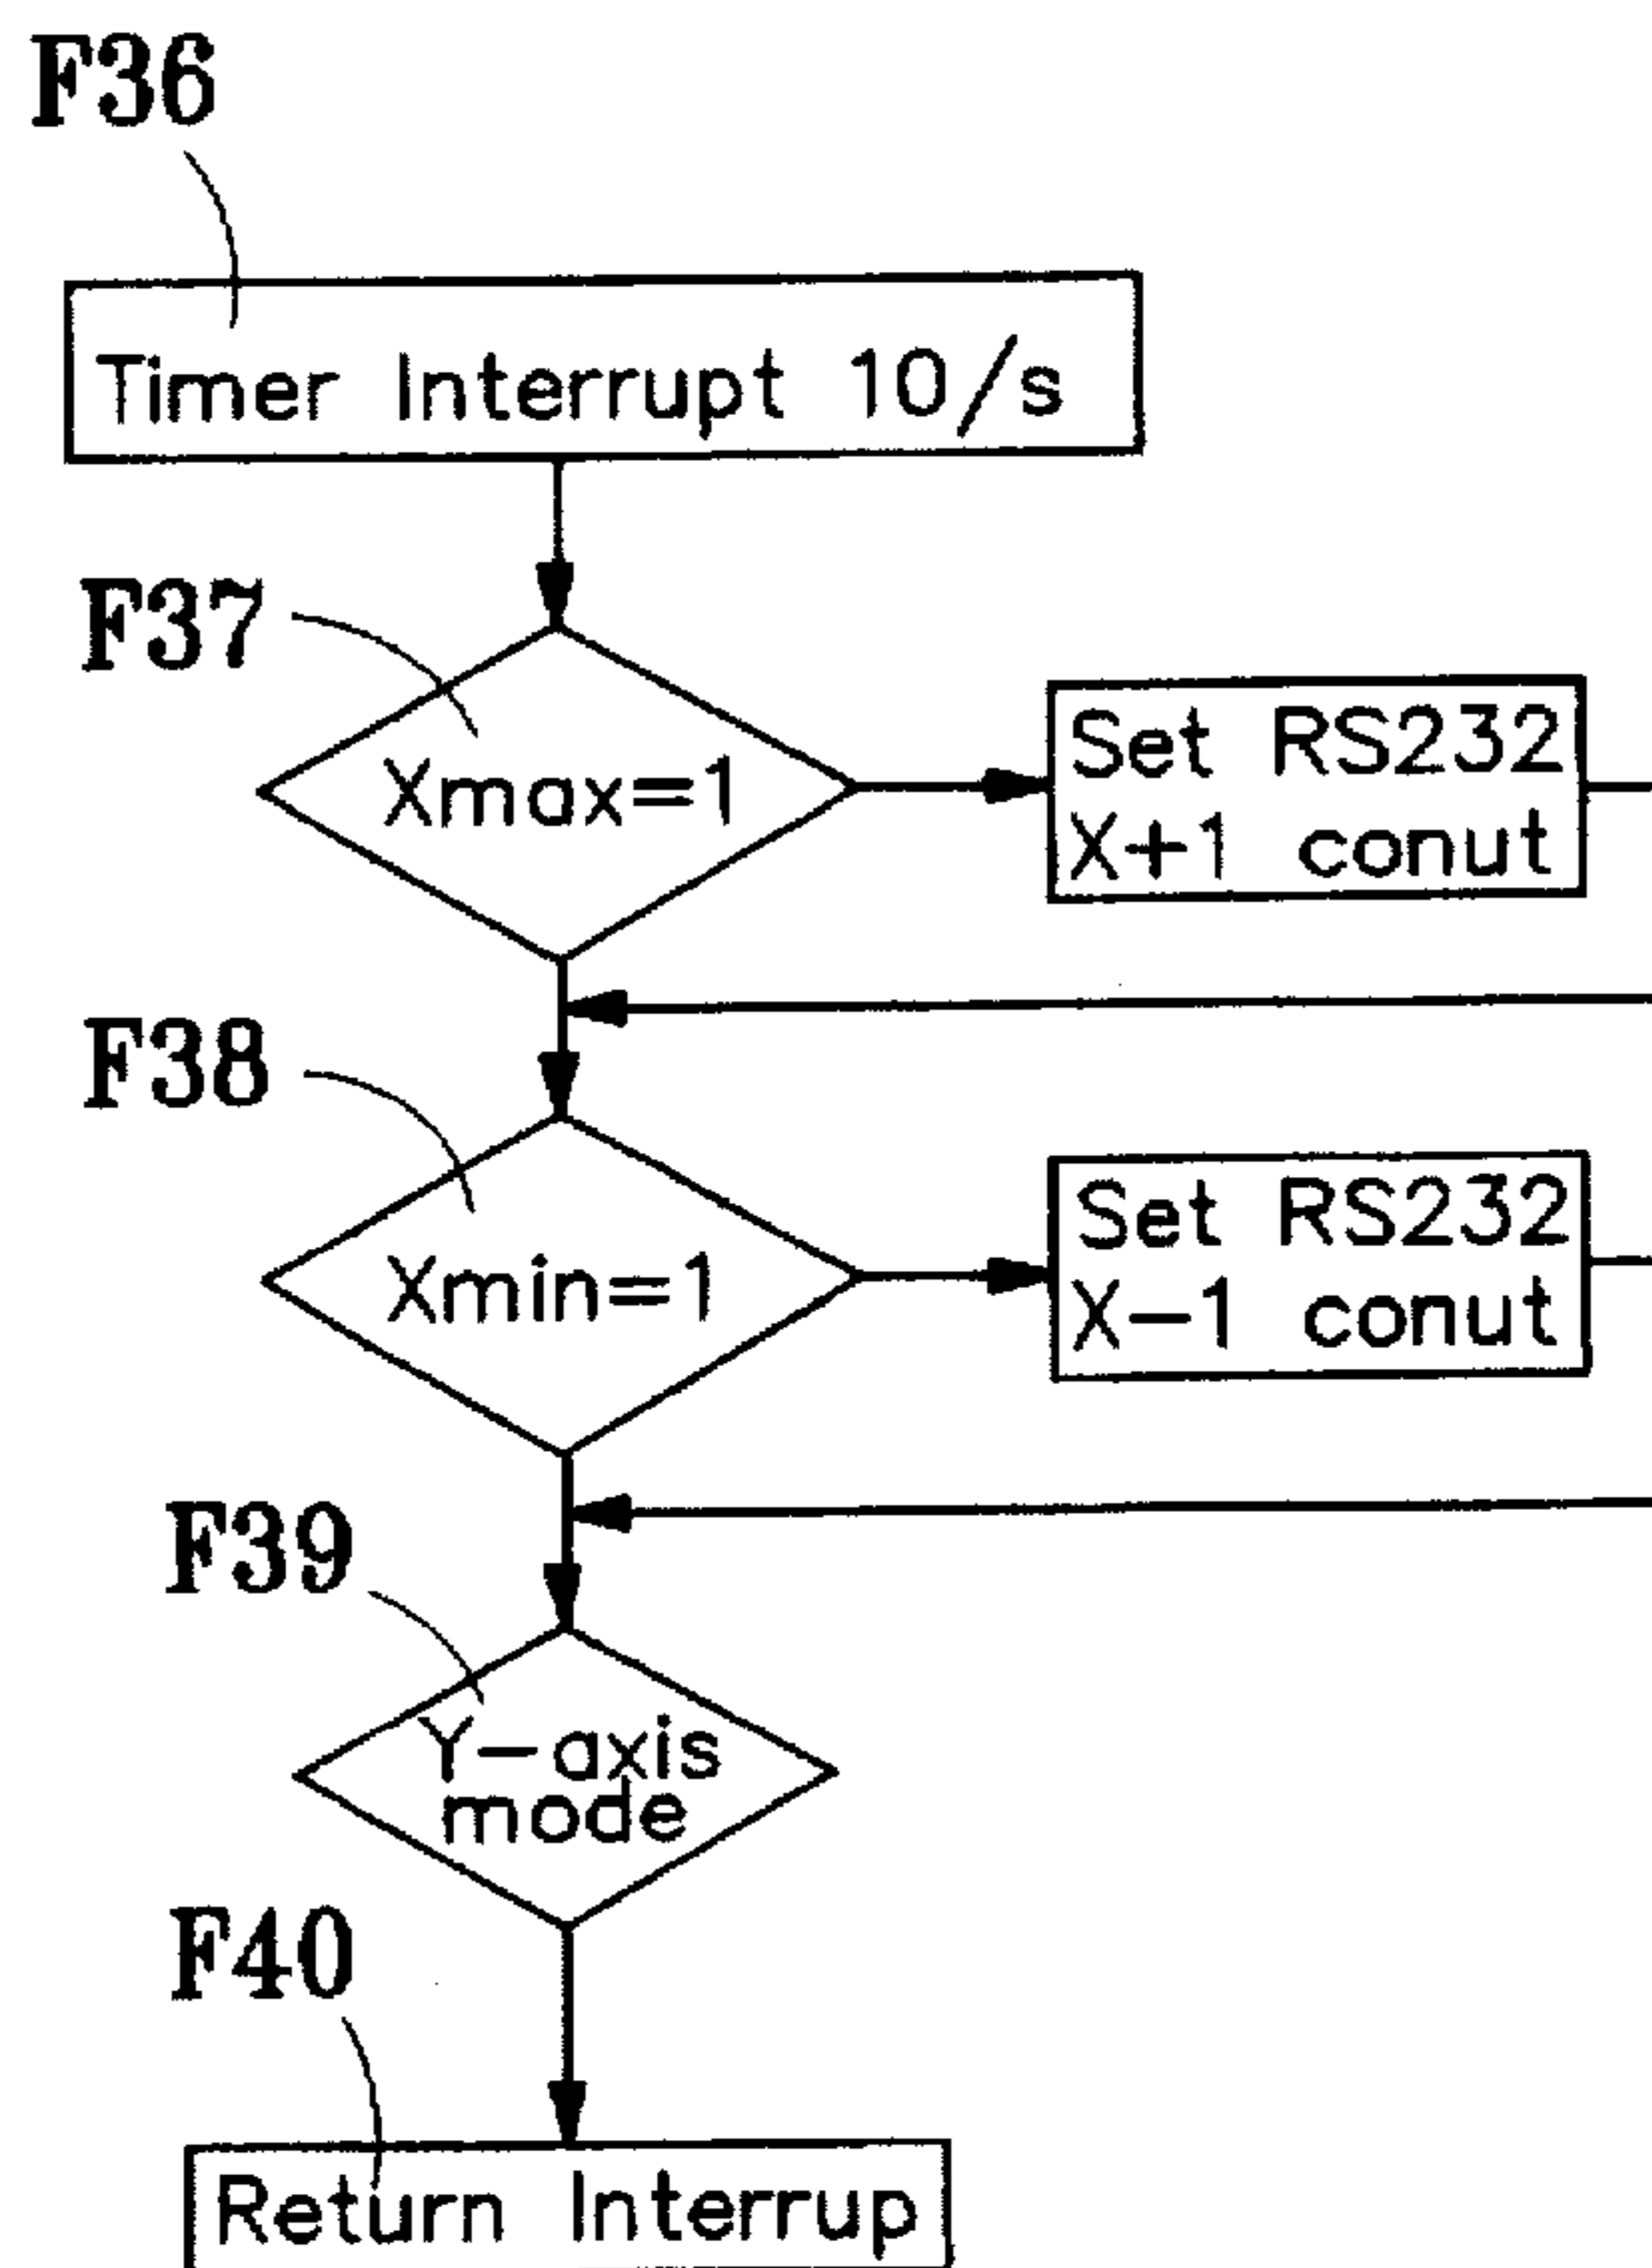 F36
Timer Interrupt 10/s
F37
Xmax=1
Set RS232
X+1 conut
F38
Xmin=1
Set RS232
X-1 conut
F39
Y-axis
mode
F40
Return Interrup